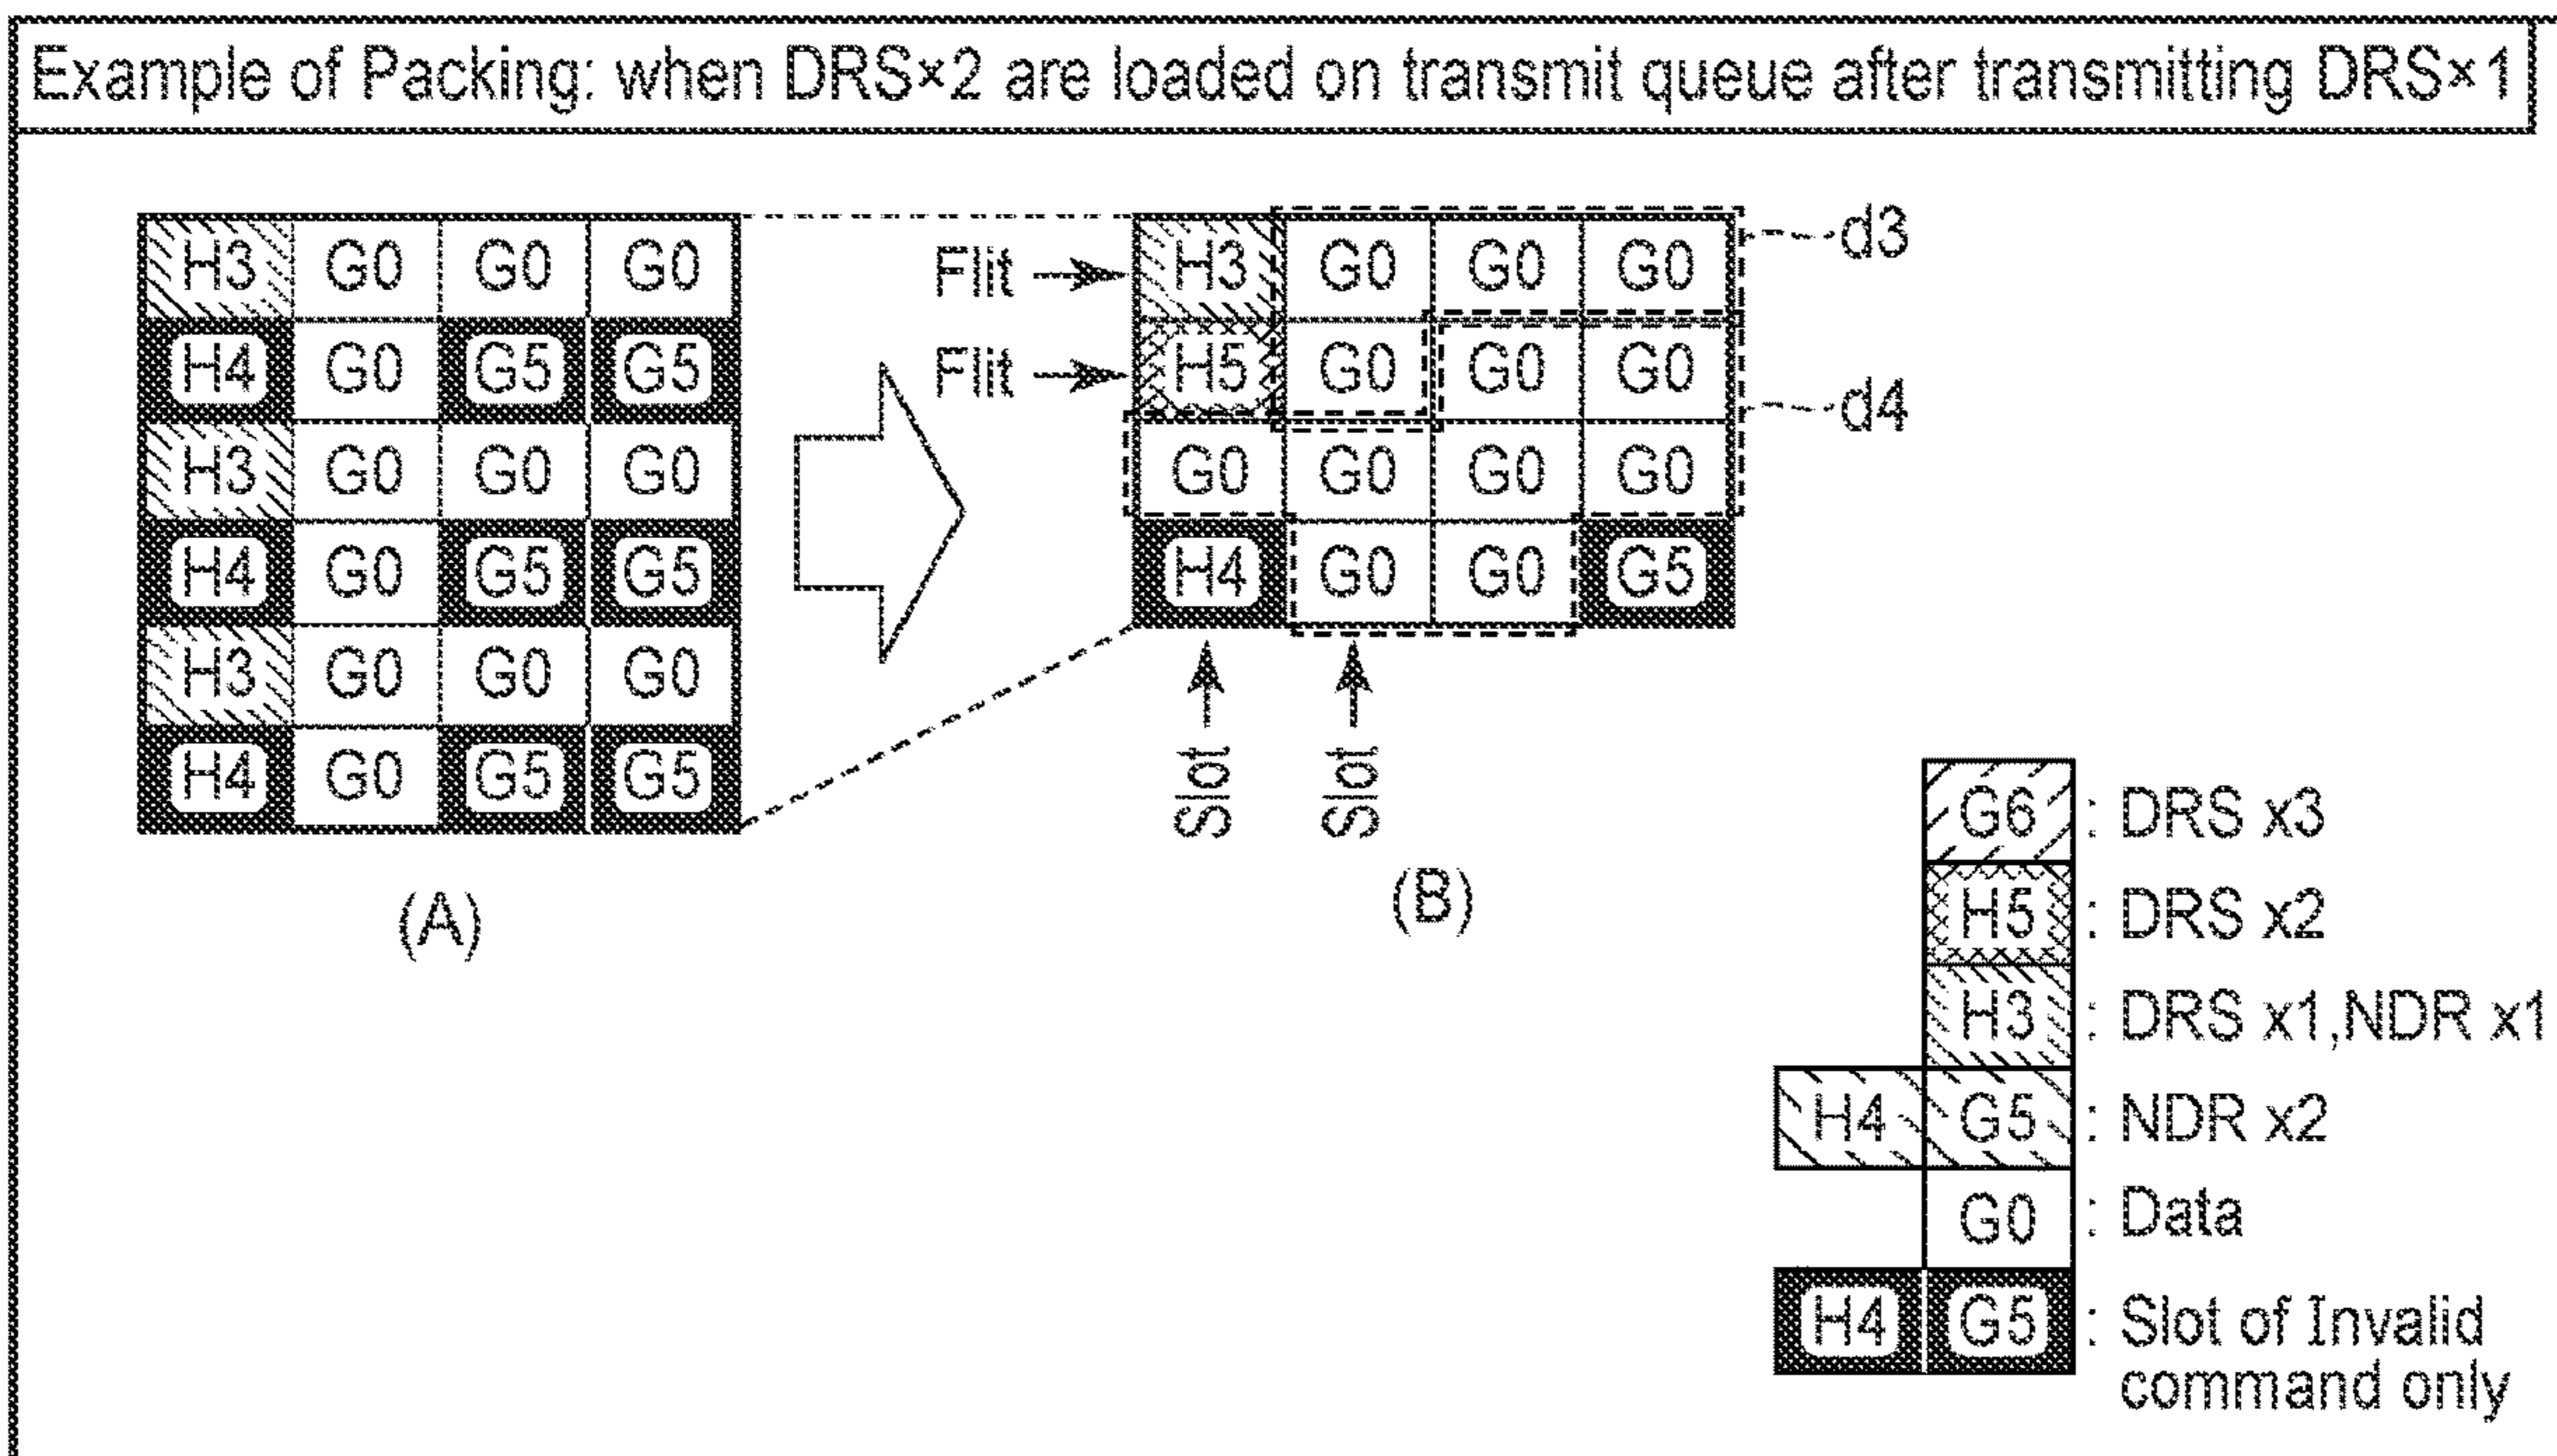 Example of Packing: when DRS×2 are loaded on transmit queue after transmitting DRS×1
H3 G0 G0 G0
H4 G0 G5 G5
H3 G0 G0 G0
H4 G0 G5 G5
H3 G0 G0 G0
H4 G0 G5 G5
(A)
Flit H3 G0 G0 G0 d3
Flit H5 G0 G0 G0 d4
G0 G0 G0 G0
H4 G0 G0 G5
Slot Slot
(B)
G6 : DRS x3
H5 : DRS x2
H3 : DRS x1,NDR x1
H4 G5 : NDR x2
G0 : Data
H4 G5 : Slot of Invalid
command only